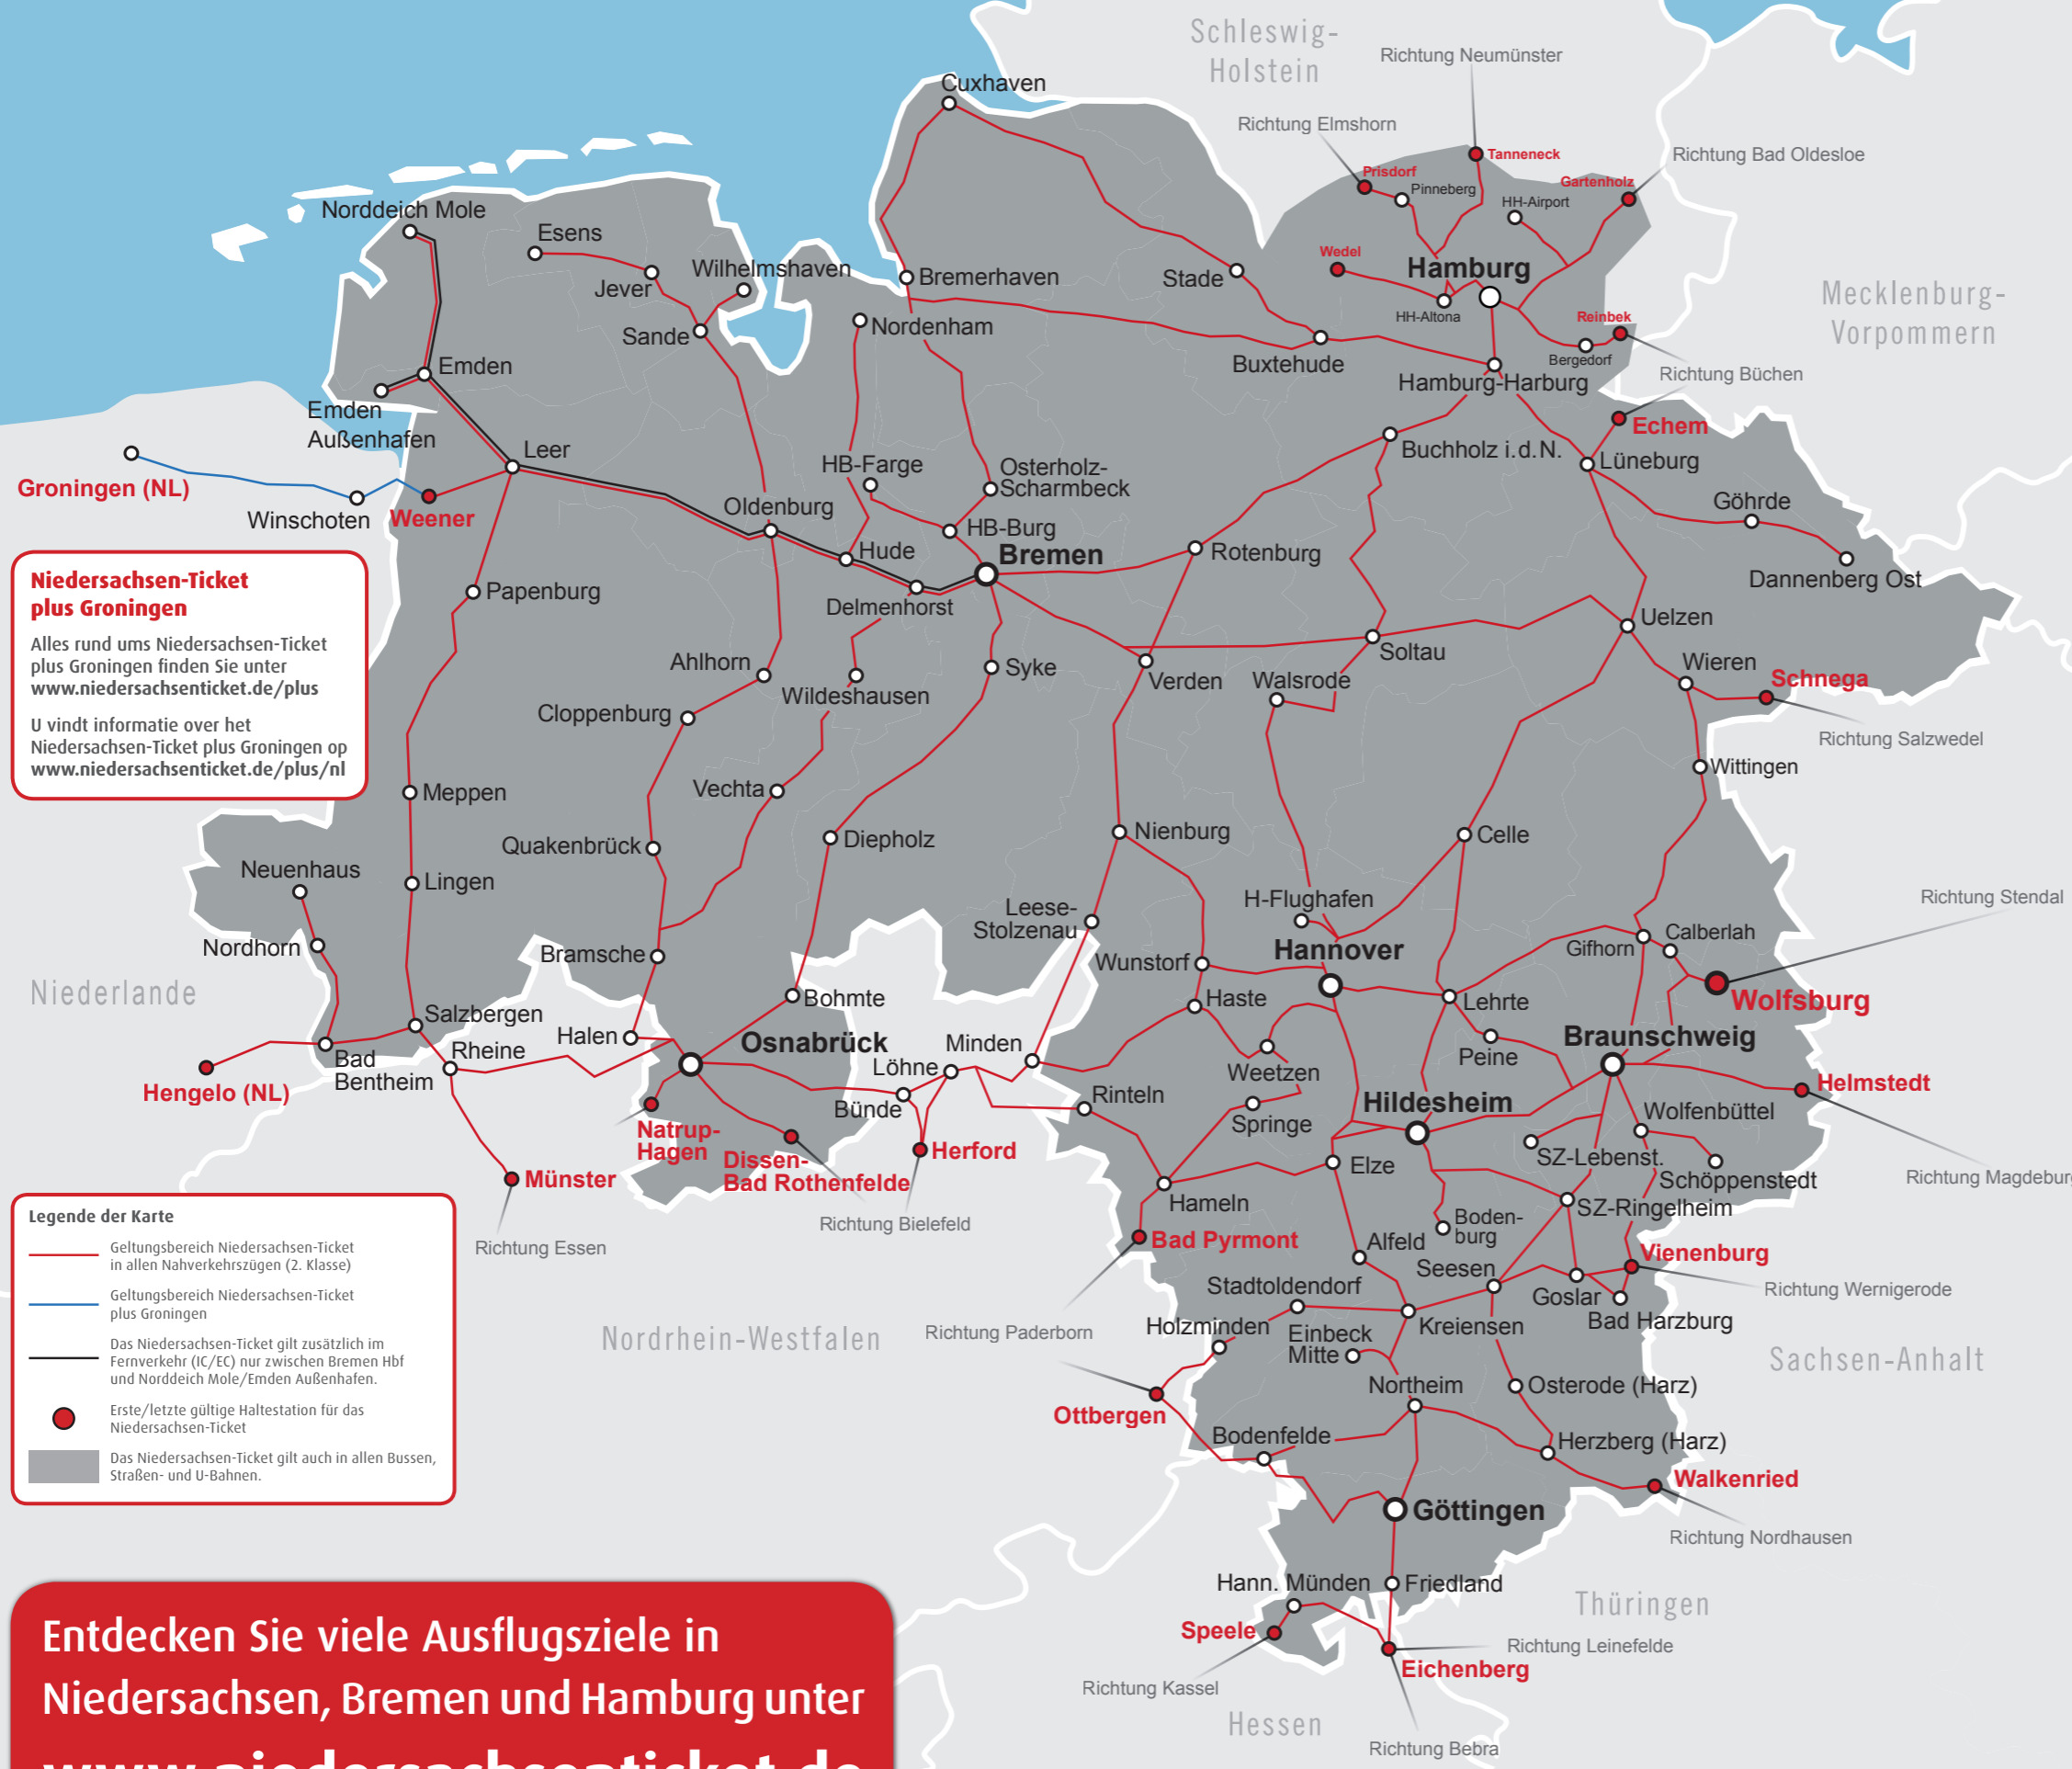 Schleswig-
Holstein
Richtung Neumünster
Cuxhaven
Richtung Elmshorn
Tanneneck
Richtung Bad Oldesloe
Prisdorf
Pinneberg
Gartenholz
HH-Airport
Norddeich Mole
Esens
Wilhelmshaven
Jever
Bremerhaven
Stade
Wedel
Hamburg
Mecklenburg-
Vorpommern
HH-Altona
Reinbek
Nordenham
Sande
Bergedorf
Buxtehude
Hamburg-Harburg
Richtung Büchen
Emden
Emden
Außenhafen
Echem
Leer
Buchholz i.d.N.
Lüneburg
HB-Farge
Osterholz-
Scharmbeck
Groningen (NL)
Winschoten
Weener
Oldenburg
Göhrde
HB-Burg
Hude
Bremen
Rotenburg
Dannenberg Ost
Niedersachsen-Ticket
plus Groningen
Alles rund ums Niedersachsen-Ticket
plus Groningen finden Sie unter
www.niedersachsenticket.de/plus
U vindt informatie over het
Niedersachsen-Ticket plus Groningen op
www.niedersachsenticket.de/plus/nl
Papenburg
Delmenhorst
Uelzen
Ahlhorn
Syke
Soltau
Wieren
Verden
Walsrode
Schnega
Wildeshausen
Cloppenburg
Richtung Salzwedel
Wittingen
Meppen
Vechta
Nienburg
Celle
Quakenbrück
Diepholz
Neuenhaus
Lingen
H-Flughafen
Richtung Stendal
Leese-
Stolzenau
Calberlah
Gifhorn
Nordhorn
Bramsche
Hannover
Wunstorf
Niederlande
Bohmte
Haste
Lehrte
Wolfsburg
Salzbergen
Halen
Osnabrück
Minden
Braunschweig
Bad
Bentheim
Rheine
Löhne
Peine
Hengelo (NL)
Weetzen
Helmstedt
Bünde
Rinteln
Hildesheim
Wolfenbüttel
Springe
Natrup-
Hagen
Herford
SZ-Lebenst.
Dissen-
Bad Rothenfelde
Elze
Münster
Schöppenstedt
Richtung Magdeburg
Hameln
SZ-Ringelheim
Richtung Bielefeld
Boden-
burg
Legende der Karte
Geltungsbereich Niedersachsen-Ticket
in allen Nahverkehrszügen (2. Klasse)
Geltungsbereich Niedersachsen-Ticket
plus Groningen
Das Niedersachsen-Ticket gilt zusätzlich im
Fernverkehr (IC/EC) nur zwischen Bremen Hbf
und Norddeich Mole/Emden Außenhafen.
Erste/letzte gültige Haltestation für das
Niedersachsen-Ticket
Das Niedersachsen-Ticket gilt auch in allen Bussen,
Straßen- und U-Bahnen.
Richtung Essen
Bad Pyrmont
Alfeld
Vienenburg
Seesen
Stadtoldendorf
Goslar
Richtung Wernigerode
Nordrhein-Westfalen
Richtung Paderborn
Holzminden
Einbeck
Mitte
Kreiensen
Bad Harzburg
Sachsen-Anhalt
Northeim
Osterode (Harz)
Ottbergen
Bodenfelde
Herzberg (Harz)
Walkenried
Göttingen
Richtung Nordhausen
Hann. Münden
Friedland
Thüringen
Speele
Richtung Leinefelde
Eichenberg
Richtung Kassel
Hessen
Richtung Bebra
Entdecken Sie viele Ausflugsziele in
Niedersachsen, Bremen und Hamburg unter
www.niedersachsenticket.de